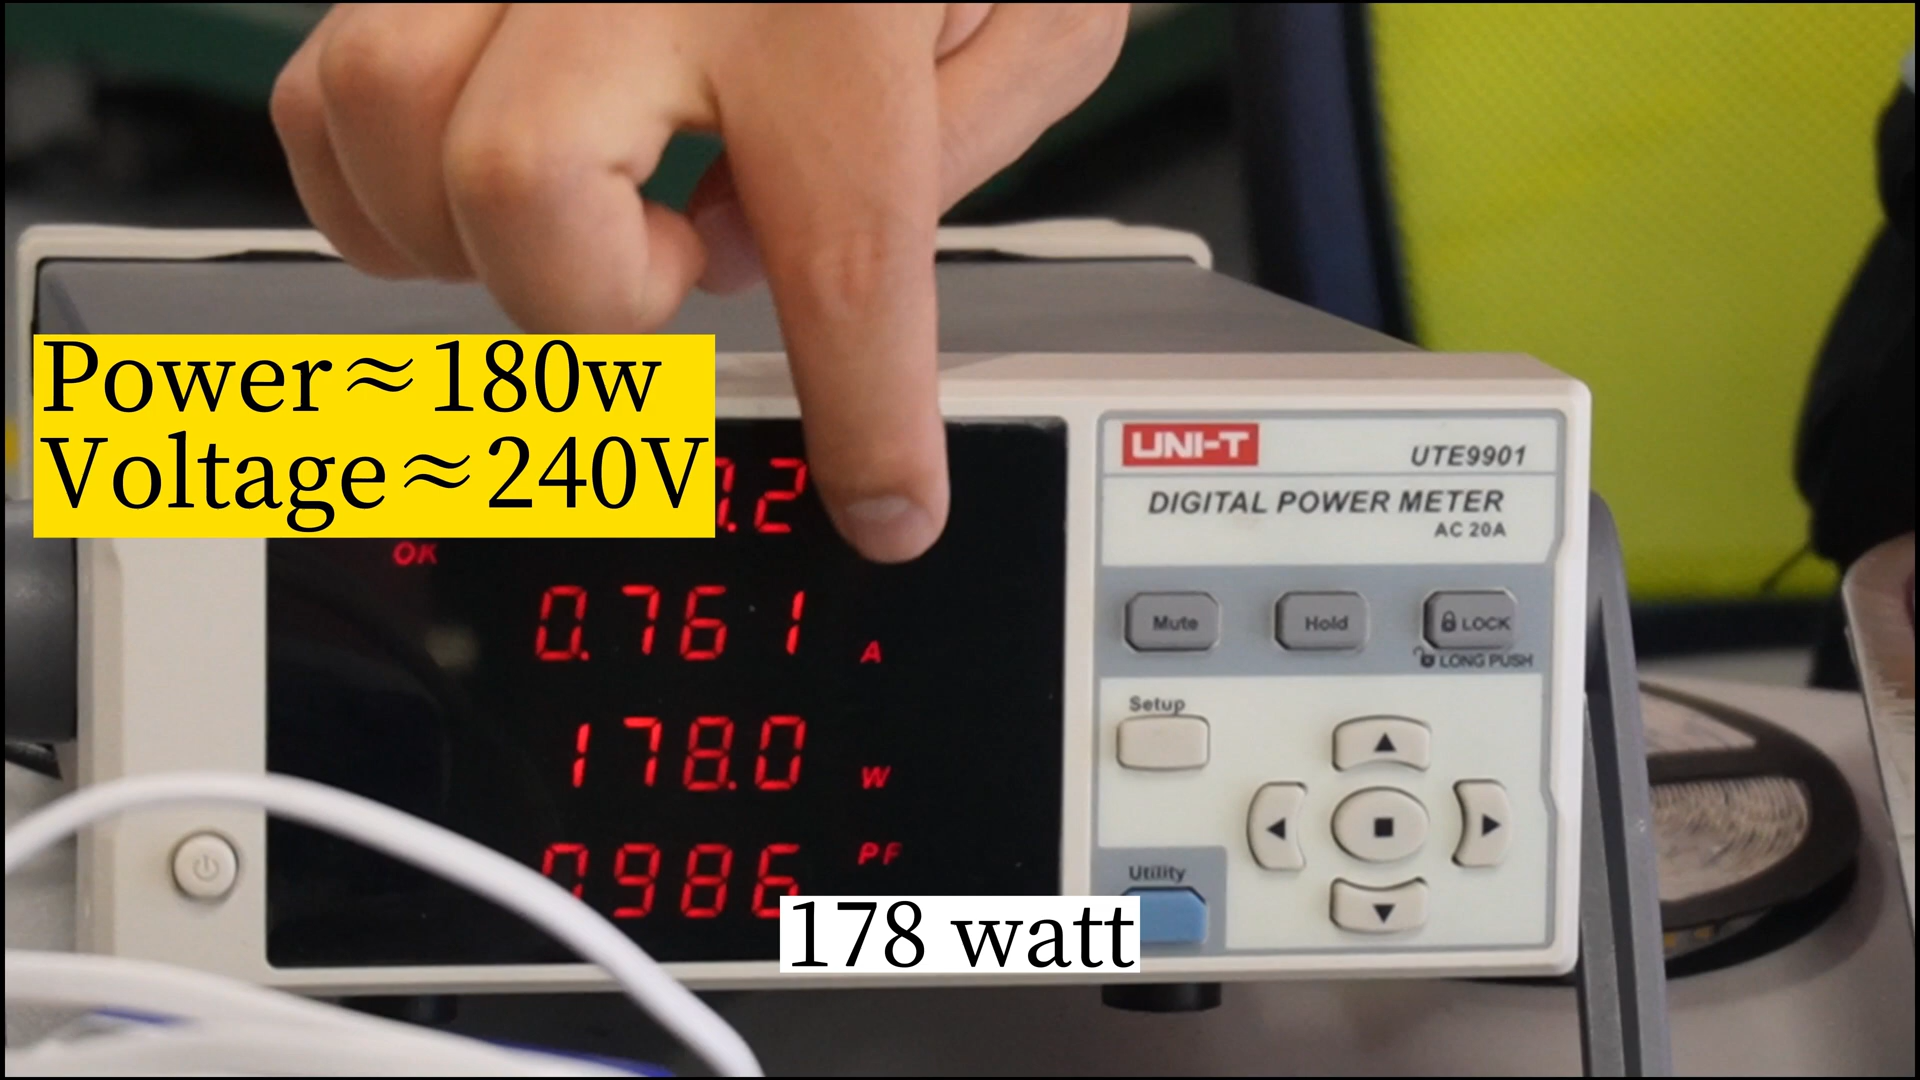 Power≈180w
Voltage≈240V
.2
OK
0.761 A
178.0 W
0.986 PF
178 watt
UNI-T
UTE9901
DIGITAL POWER METER
AC 20A
Mute
Hold
LOCK
LONG PUSH
Setup
Utility